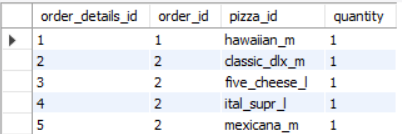 order_details_id order_id pizza_id quantity
1 1 hawaiian_m 1
2 2 classic_dlx_m 1
3 2 five_cheese_l 1
4 2 ital_supr_l 1
5 2 mexicana_m 1